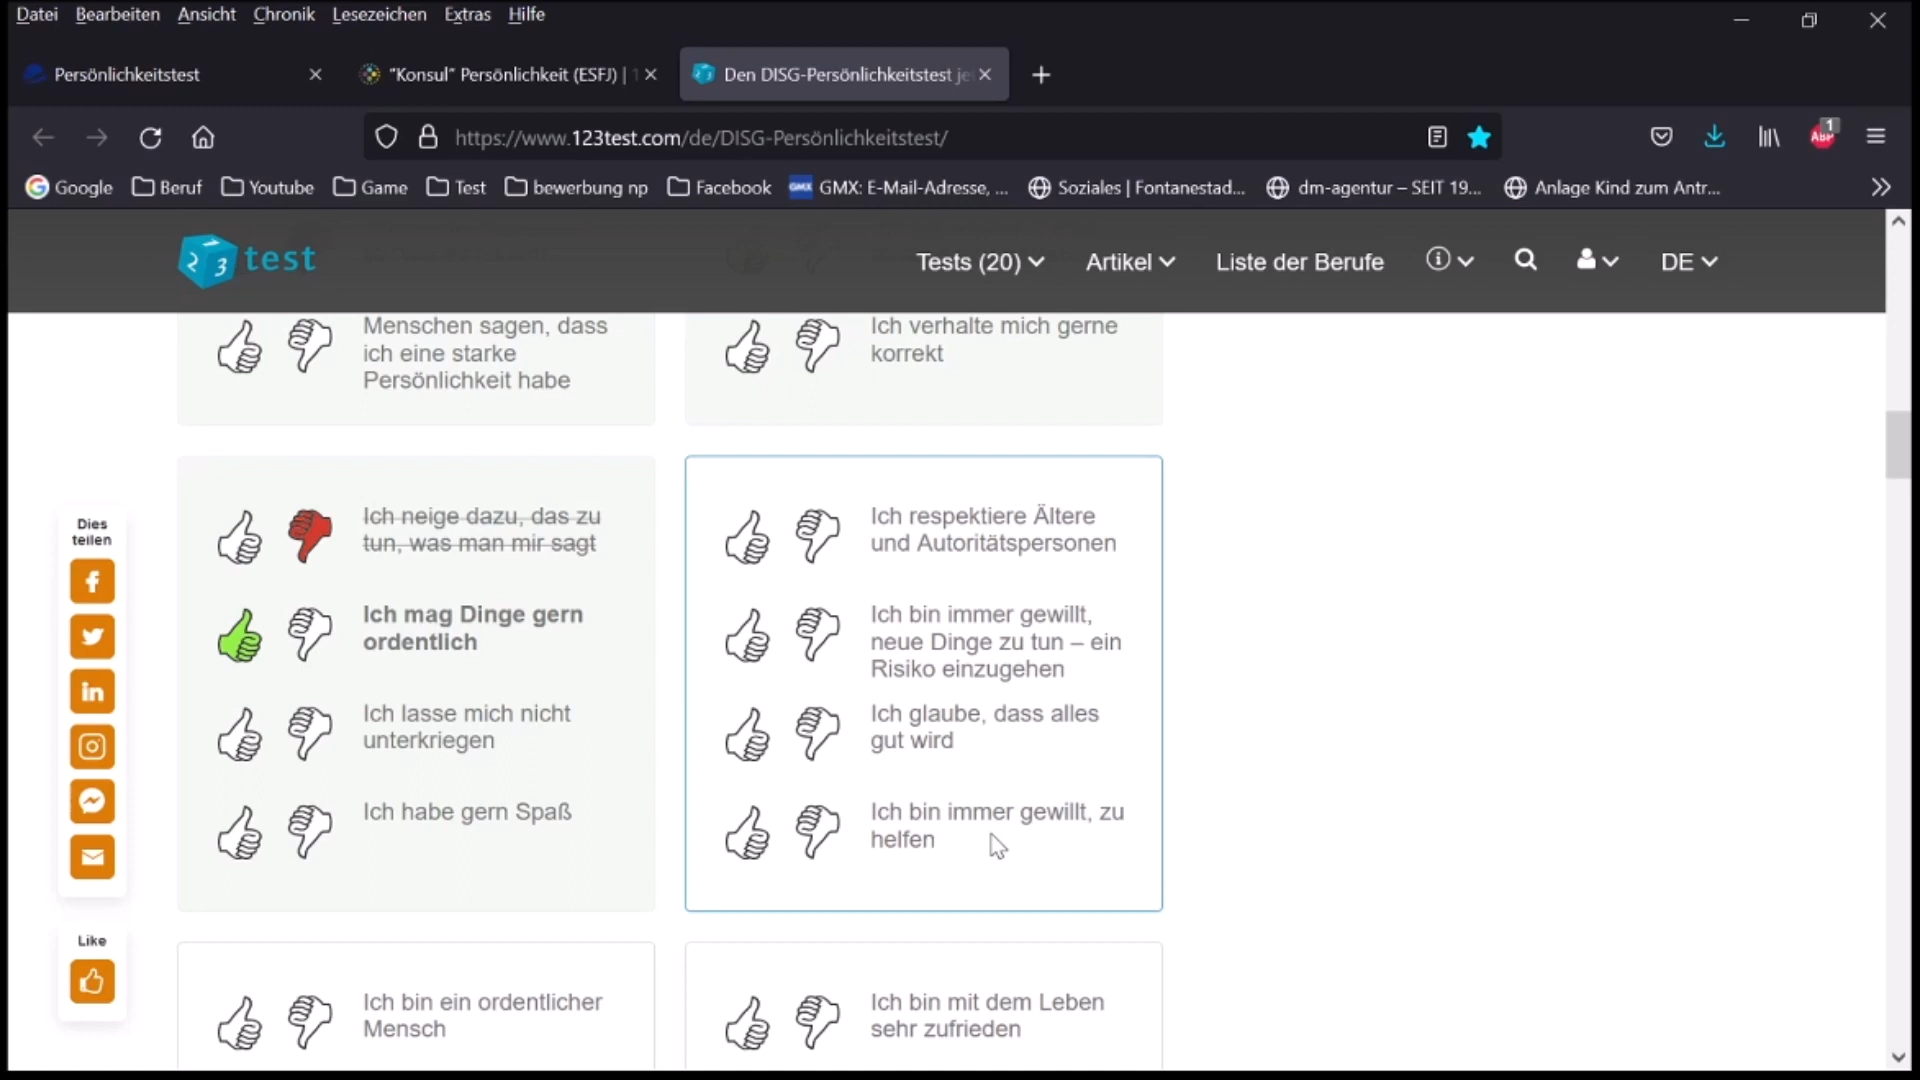 Datei Bearbeiten Ansicht Chronik Lesezeichen Extras Hilfe
Persönlichkeitstest
"Konsul" Persönlichkeit (ESFJ) |
Den DISG-Persönlichkeitstest je
https://www.123test.com/de/DISG-Persönlichkeitstest/
ABP
1
Google
Beruf
Youtube
Game
Test
bewerbung np
Facebook
GMX
GMX: E-Mail-Adresse, ...
Soziales | Fontanestad...
dm-agentur – SEIT 19...
Anlage Kind zum Antr...
123 test
Tests (20)
Artikel
Liste der Berufe
DE
Menschen sagen, dass
ich eine starke
Persönlichkeit habe
Ich verhalte mich gerne
korrekt
Ich neige dazu, das zu
tun, was man mir sagt
Ich mag Dinge gern
ordentlich
Ich lasse mich nicht
unterkriegen
Ich habe gern Spaß
Ich respektiere Ältere
und Autoritätspersonen
Ich bin immer gewillt,
neue Dinge zu tun – ein
Risiko einzugehen
Ich glaube, dass alles
gut wird
Ich bin immer gewillt, zu
helfen
Dies
teilen
Like
Ich bin ein ordentlicher
Mensch
Ich bin mit dem Leben
sehr zufrieden